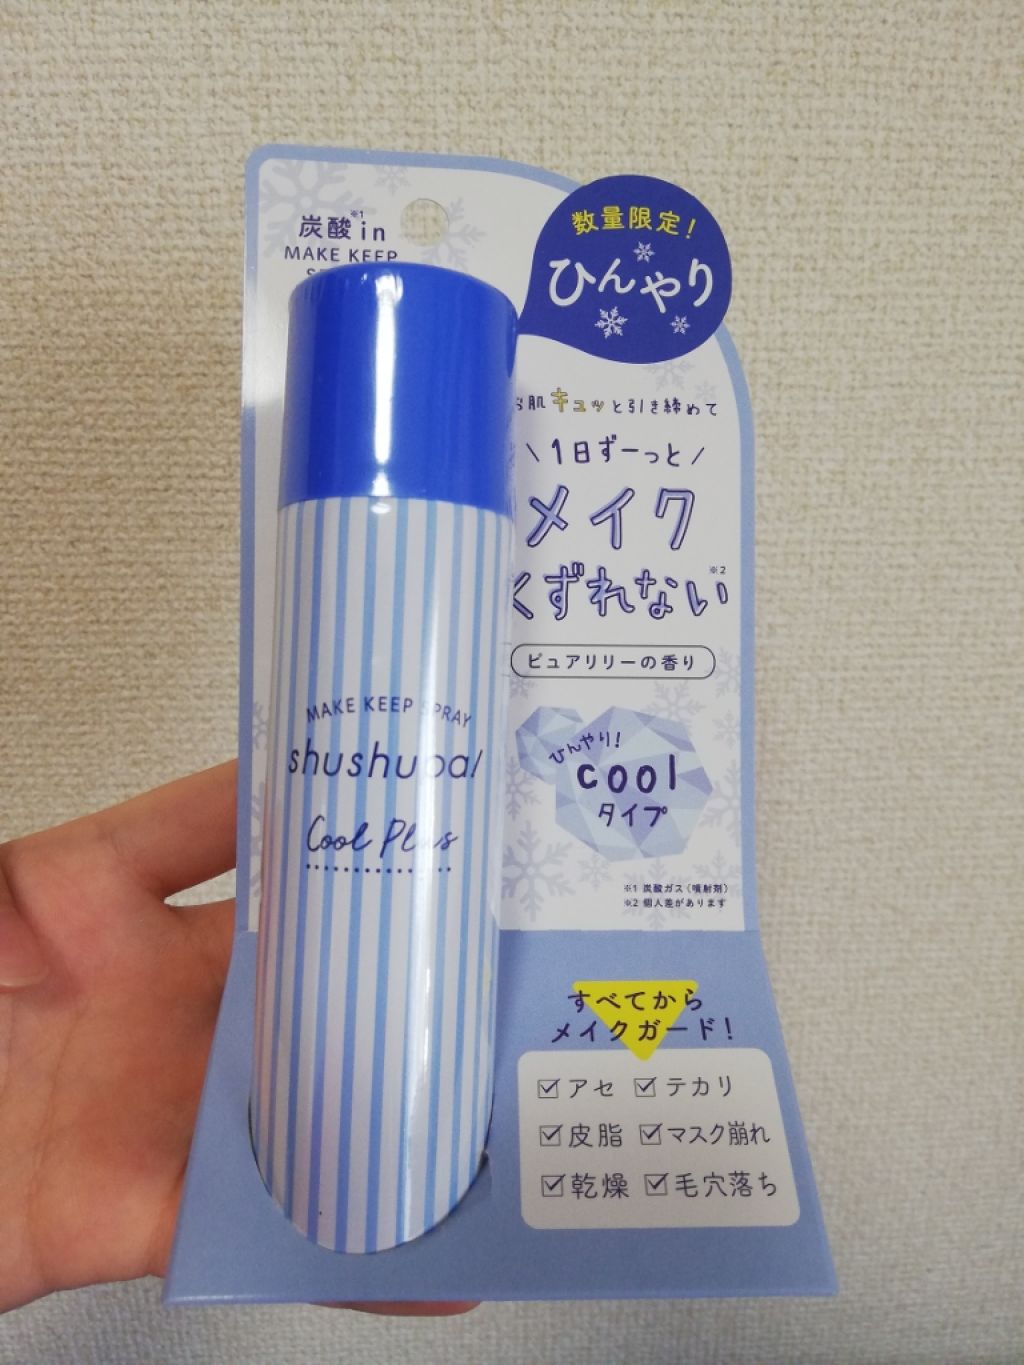 炭酸※1in
MAKE KEEP
数量限定!
ひんやり
肌キュッと引き締めて
\ 1日ずーっと /
メイク
くずれない※2
ピュアリリーの香り
ひんやり!
cool
タイプ
※1 炭酸ガス(噴射剤)
※2 個人差があります
MAKE KEEP SPRAY
shushupa!
Cool Plus
すべてから
メイクガード!
☑アセ ☑テカリ
☑皮脂 ☑マスク崩れ
☑乾燥 ☑毛穴落ち